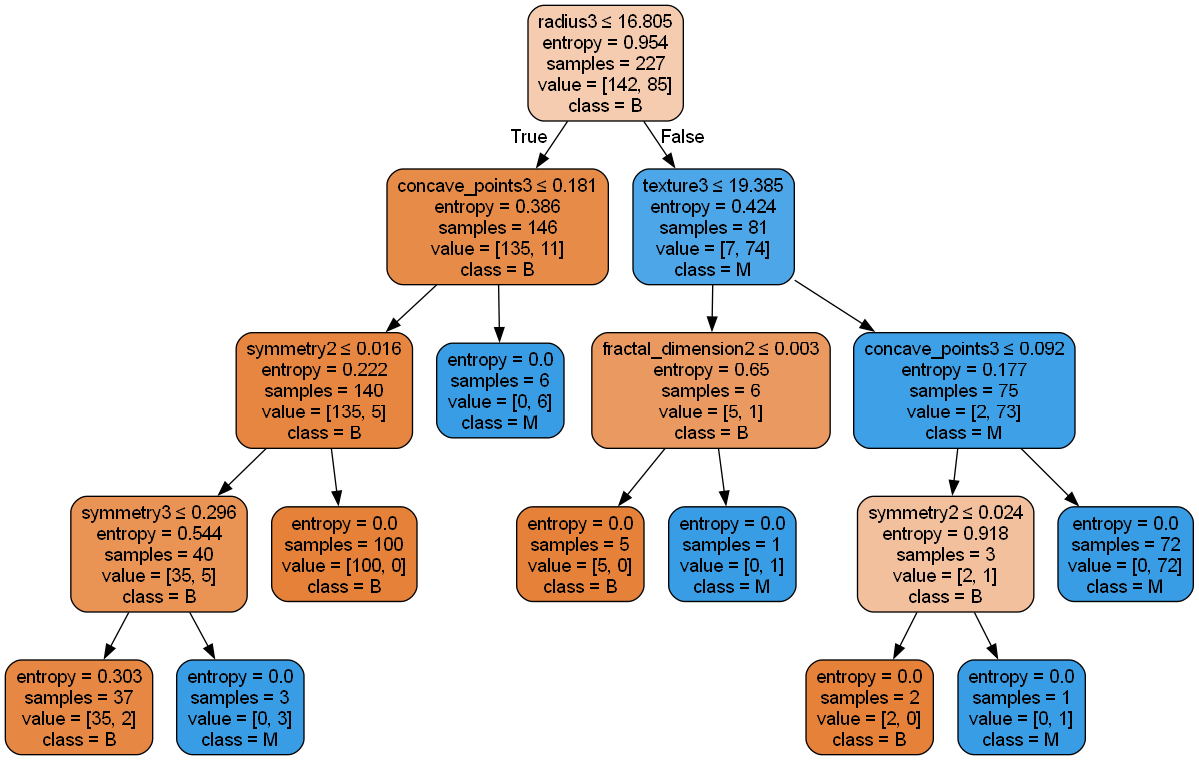 radius3 ≤ 16.805
entropy = 0.954
samples = 227
value = [142, 85]
class = B
True
False
concave_points3 ≤ 0.181
entropy = 0.386
samples = 146
value = [135, 11]
class = B
texture3 ≤ 19.385
entropy = 0.424
samples = 81
value = [7, 74]
class = M
symmetry2 ≤ 0.016
entropy = 0.222
samples = 140
value = [135, 5]
class = B
entropy = 0.0
samples = 6
value = [0, 6]
class = M
fractal_dimension2 ≤ 0.003
entropy = 0.65
samples = 6
value = [5, 1]
class = B
concave_points3 ≤ 0.092
entropy = 0.177
samples = 75
value = [2, 73]
class = M
symmetry3 ≤ 0.296
entropy = 0.544
samples = 40
value = [35, 5]
class = B
entropy = 0.0
samples = 100
value = [100, 0]
class = B
entropy = 0.0
samples = 5
value = [5, 0]
class = B
entropy = 0.0
samples = 1
value = [0, 1]
class = M
symmetry2 ≤ 0.024
entropy = 0.918
samples = 3
value = [2, 1]
class = B
entropy = 0.0
samples = 72
value = [0, 72]
class = M
entropy = 0.303
samples = 37
value = [35, 2]
class = B
entropy = 0.0
samples = 3
value = [0, 3]
class = M
entropy = 0.0
samples = 2
value = [2, 0]
class = B
entropy = 0.0
samples = 1
value = [0, 1]
class = M